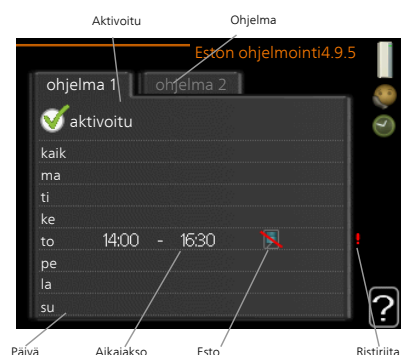 Aktivoitu Ohjelma
Eston ohjelmointi4.9.5
ohjelma 1 ohjelma 2
aktivoitu
kaik
ma
ti
ke
to 14:00 - 16:30 !
pe
la
su
?
Päivä Aikajakso Esto Ristiriita